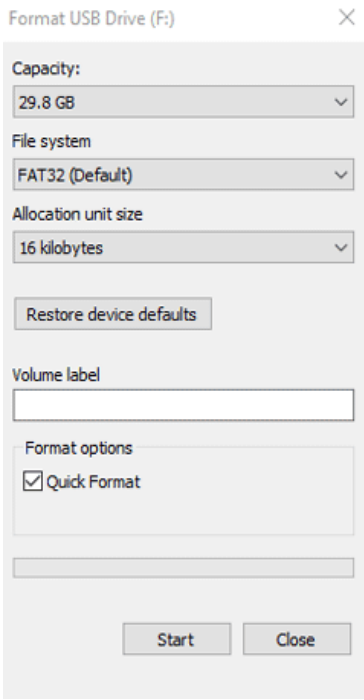 Format USB Drive (F:)
Capacity:
29.8 GB
File system
FAT32 (Default)
Allocation unit size
16 kilobytes
Restore device defaults
Volume label
Format options
Quick Format
Start Close